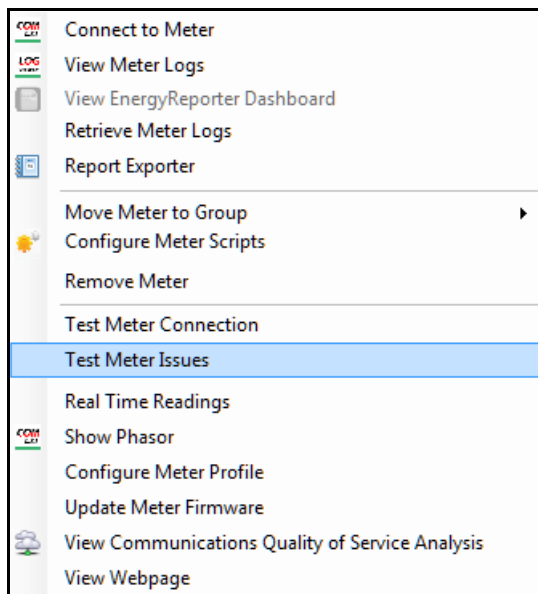 Connect to Meter
View Meter Logs
View EnergyReporter Dashboard
Retrieve Meter Logs
Report Exporter
Move Meter to Group
Configure Meter Scripts
Remove Meter
Test Meter Connection
Test Meter Issues
Real Time Readings
Show Phasor
Configure Meter Profile
Update Meter Firmware
View Communications Quality of Service Analysis
View Webpage